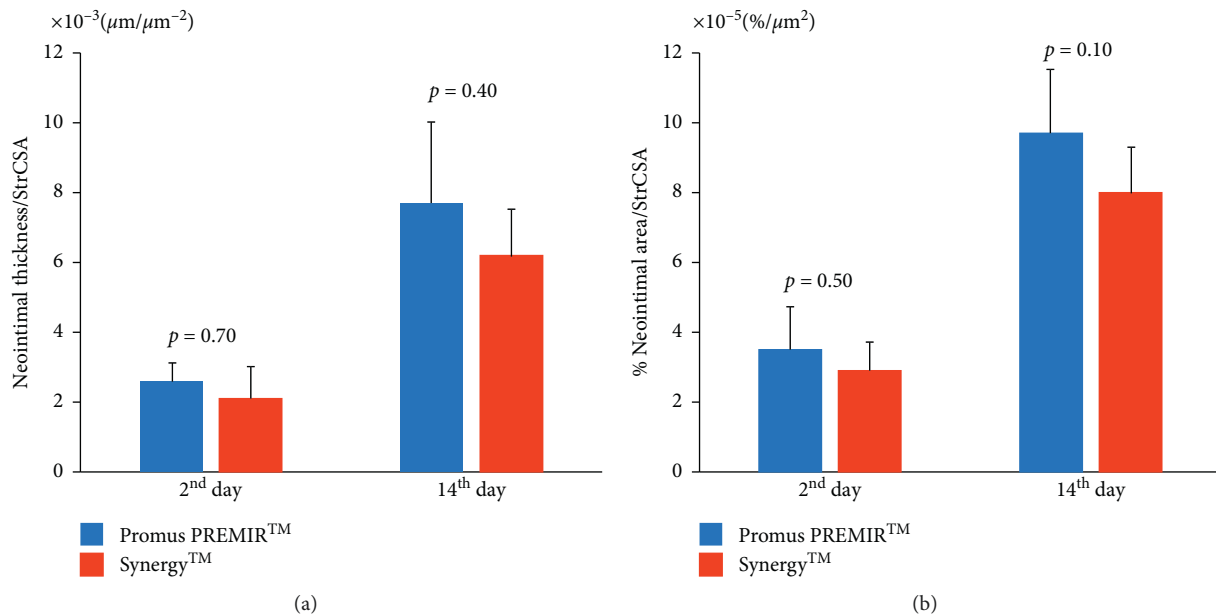 ×10⁻³(μm/μm⁻²)
12
10
8
6
4
2
0
Neointimal thickness/StrCSA
p = 0.70
p = 0.40
2nd day
14th day
Promus PREMIR™
Synergy™
(a)
×10⁻⁵(%/μm²)
12
10
8
6
4
2
0
% Neointimal area/StrCSA
p = 0.50
p = 0.10
2nd day
14th day
Promus PREMIR™
Synergy™
(b)